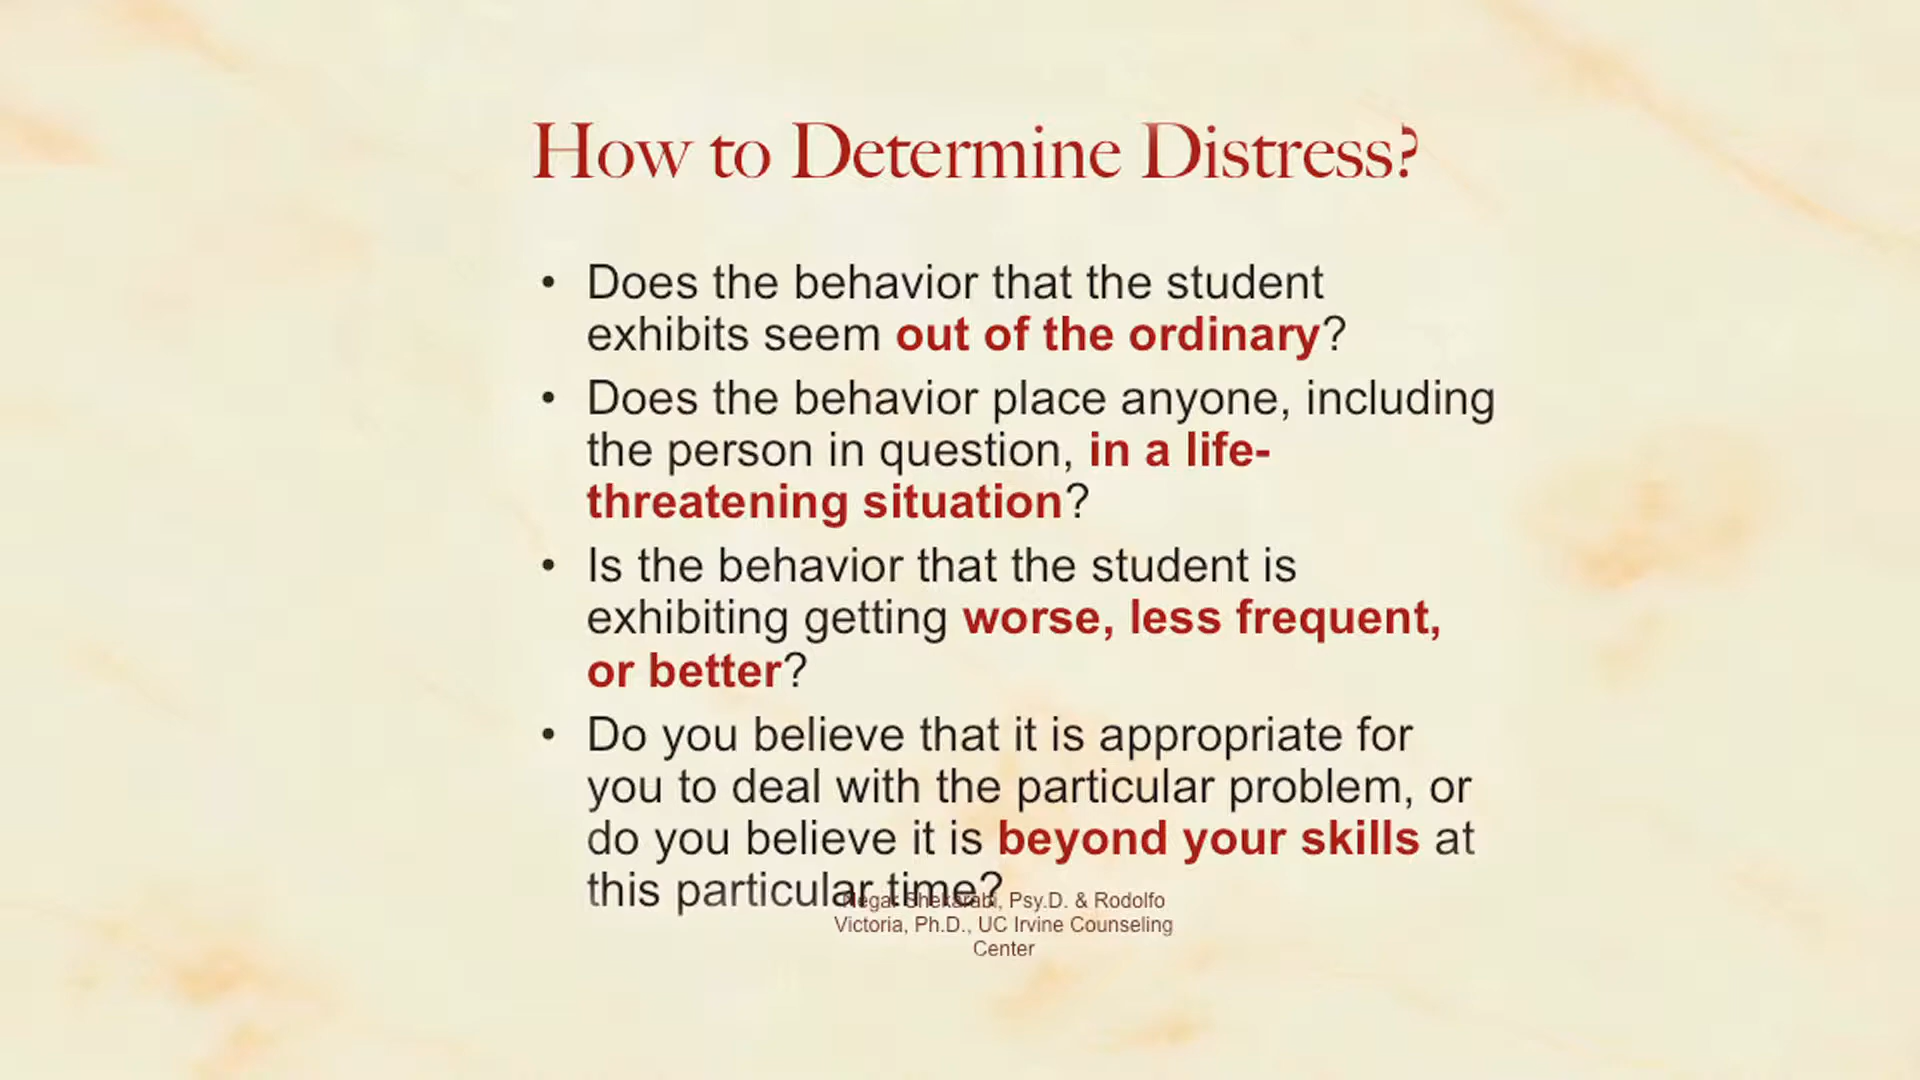 How to Determine Distress?
• Does the behavior that the student
exhibits seem out of the ordinary?
• Does the behavior place anyone, including
the person in question, in a life-
threatening situation?
• Is the behavior that the student is
exhibiting getting worse, less frequent,
or better?
• Do you believe that it is appropriate for
you to deal with the particular problem, or
do you believe it is beyond your skills at
this particular time?
Negar Shekarabi, Psy.D. & Rodolfo
Victoria, Ph.D., UC Irvine Counseling
Center